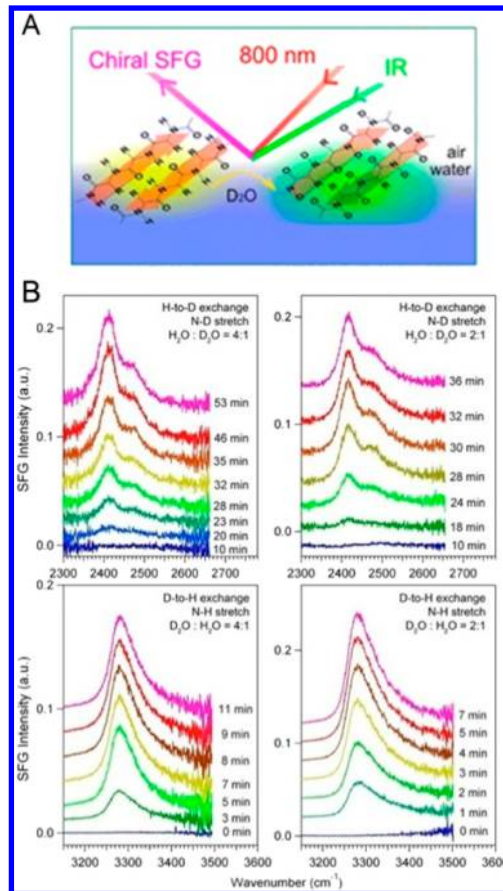 A
Chiral SFG
800 nm
IR
air
water
D₂O
B
SFG Intensity (a.u.)
0.2
0.1
0.0
H-to-D exchange
N-D stretch
H₂O : D₂O = 4:1
53 min
46 min
35 min
32 min
28 min
23 min
20 min
10 min
2300 2400 2500 2600 2700
0.2
0.1
0.0
H-to-D exchange
N-D stretch
H₂O : D₂O = 2:1
36 min
32 min
30 min
28 min
24 min
18 min
10 min
2300 2400 2500 2600 2700
SFG Intensity (a.u.)
0.1
0.0
D-to-H exchange
N-H stretch
D₂O : H₂O = 4:1
11 min
9 min
8 min
7 min
5 min
3 min
0 min
3200 3300 3400 3500 3600
0.2
0.1
0.0
D-to-H exchange
N-H stretch
D₂O : H₂O = 2:1
7 min
5 min
4 min
3 min
2 min
1 min
0 min
3200 3300 3400 3500 360
Wavenumber (cm⁻¹)